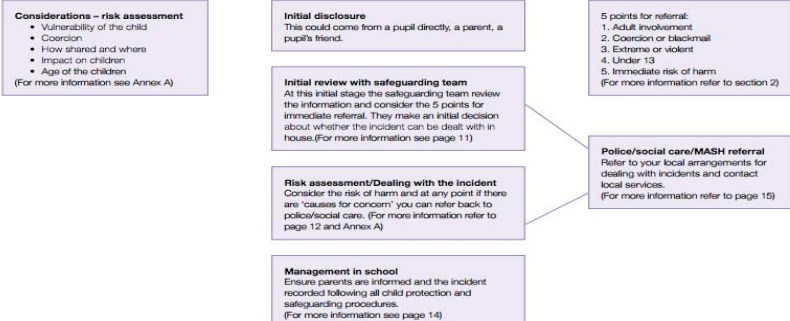 Considerations – risk assessment
• Vulnerability of the child
• Coercion
• How shared and where
• Impact on children
• Age of the children
(For more information see Annex A)
Initial disclosure
This could come from a pupil directly, a parent, a
pupil's friend.
5 points for referral:
1. Adult involvement
2. Coercion or blackmail
3. Extreme or violent
4. Under 13
5. Immediate risk of harm
(For more information refer to section 2)
Initial review with safeguarding team
At this initial stage the safeguarding team review
the information and consider the 5 points for
immediate referral. They make an initial decision
about whether the incident can be dealt with in
house.(For more information see page 11)
Police/social care/MASH referral
Refer to your local arrangements for
dealing with incidents and contact
local services.
(For more information refer to page 15)
Risk assessment/Dealing with the incident
Consider the risk of harm and at any point if there
are 'causes for concern' you can refer back to
police/social care. (For more information refer to
page 12 and Annex A)
Management in school
Ensure parents are informed and the incident
recorded following all child protection and
safeguarding procedures.
(For more information see page 14)